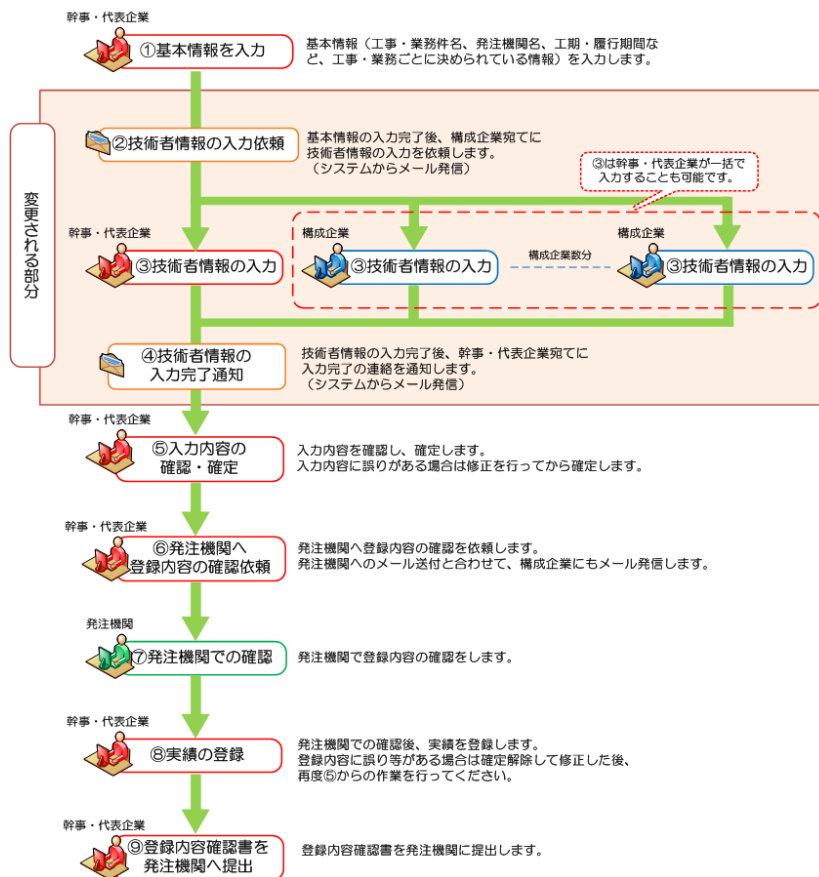 幹事・代表企業
①基本情報を入力
基本情報（工事・業務件名、発注機関名、工期・履行期間な
ど、工事・業務ごとに決められている情報）を入力します。
変更される部分
②技術者情報の入力依頼
基本情報の入力完了後、構成企業宛てに
技術者情報の入力を依頼します。
（システムからメール発信）
③は幹事・代表企業が一括で
入力することも可能です。
幹事・代表企業
③技術者情報の入力
構成企業
③技術者情報の入力
構成企業数分
構成企業
③技術者情報の入力
④技術者情報の
入力完了通知
技術者情報の入力完了後、幹事・代表企業宛てに
入力完了の連絡を通知します。
（システムからメール発信）
幹事・代表企業
⑤入力内容の
確認・確定
入力内容を確認し、確定します。
入力内容に誤りがある場合は修正を行ってから確定します。
幹事・代表企業
⑥発注機関へ
登録内容の確認依頼
発注機関へ登録内容の確認を依頼します。
発注機関へのメール送付と合わせて、構成企業にもメール発信します。
発注機関
⑦発注機関での確認
発注機関で登録内容の確認をします。
幹事・代表企業
⑧実績の登録
発注機関での確認後、実績を登録します。
登録内容に誤り等がある場合は確定解除して修正した後、
再度⑤からの作業を行ってください。
幹事・代表企業
⑨登録内容確認書を
発注機関へ提出
登録内容確認書を発注機関に提出します。